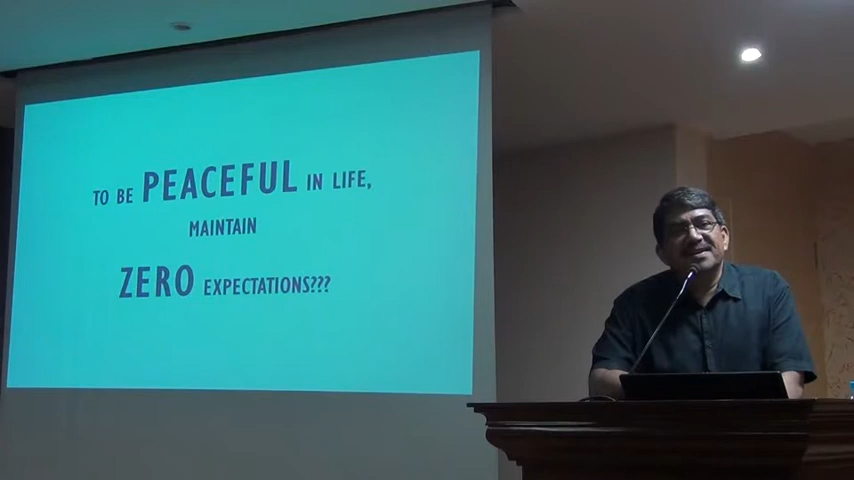 TO BE PEACEFUL IN LIFE,
MAINTAIN
ZERO EXPECTATIONS???